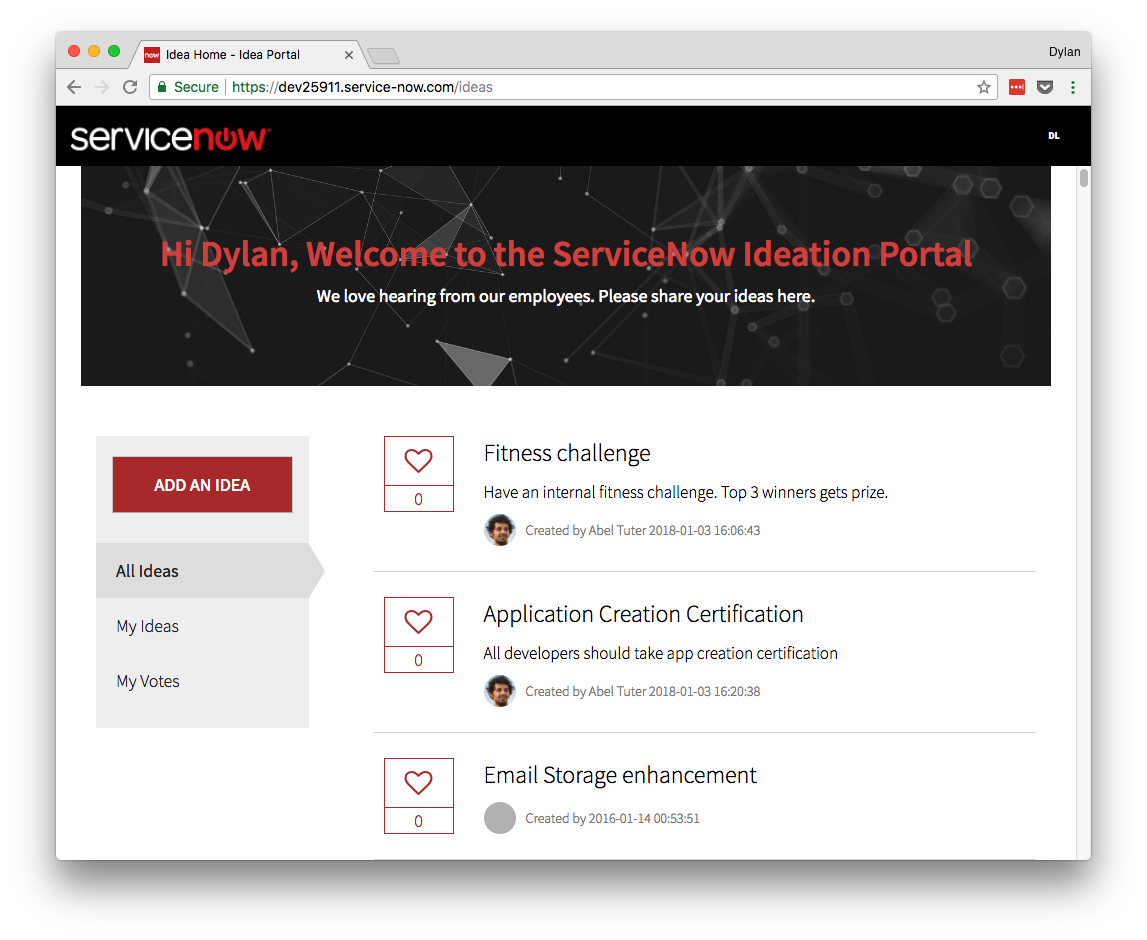 now Idea Home - Idea Portal
Dylan
Secure https://dev25911.service-now.com/ideas
servicenow
DL
Hi Dylan, Welcome to the ServiceNow Ideation Portal
We love hearing from our employees. Please share your ideas here.
ADD AN IDEA
All Ideas
My Ideas
My Votes
Fitness challenge
Have an internal fitness challenge. Top 3 winners gets prize.
0
Created by Abel Tuter 2018-01-03 16:06:43
Application Creation Certification
All developers should take app creation certification
0
Created by Abel Tuter 2018-01-03 16:20:38
Email Storage enhancement
0
Created by 2016-01-14 00:53:51